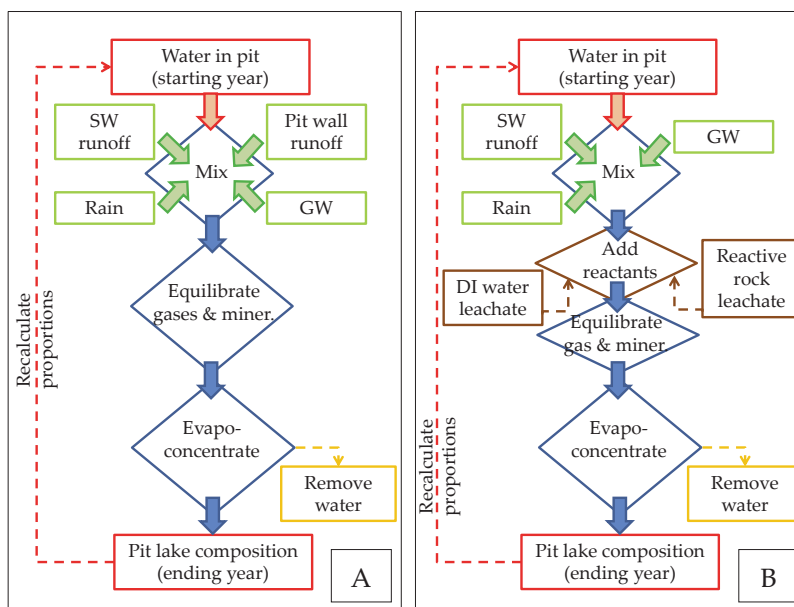 Water in pit
(starting year)
SW
runoff
Pit wall
runoff
Mix
Rain
GW
Equilibrate
gases & miner.
Evapo-
concentrate
Remove
water
Pit lake composition
(ending year)
Recalculate
proportions
A
Water in pit
(starting year)
SW
runoff
GW
Mix
Rain
Add
reactants
DI water
leachate
Reactive
rock
leachate
Equilibrate
gas & miner.
Evapo-
concentrate
Remove
water
Pit lake composition
(ending year)
Recalculate
proportions
B